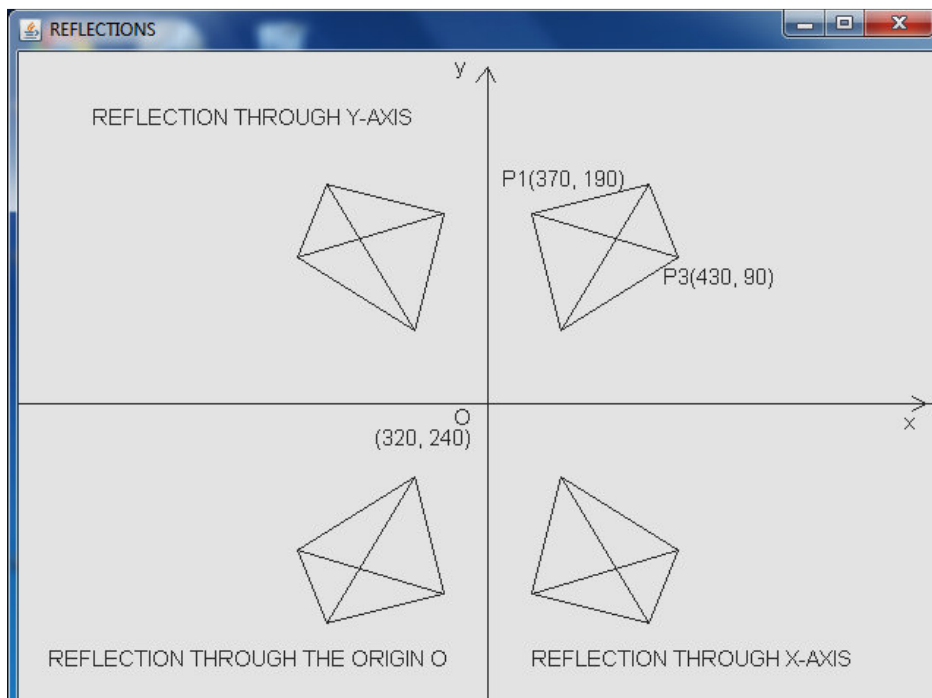 REFLECTIONS
y
REFLECTION THROUGH Y-AXIS
P1(370, 190)
P3(430, 90)
O
x
(320, 240)
REFLECTION THROUGH THE ORIGIN O
REFLECTION THROUGH X-AXIS